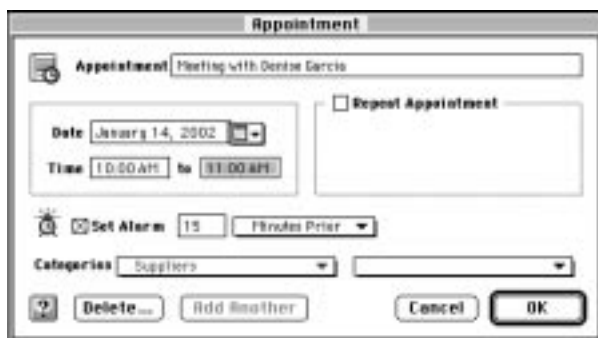 Appointment
Appointment Meeting with Denise Garcia
Repeat Appointment
Date January 14, 2002
Time 10:00 AM to 11:00 AM
Set Alarm 15 Minutes Prior
Categories Suppliers
? Delete... Add Another Cancel OK